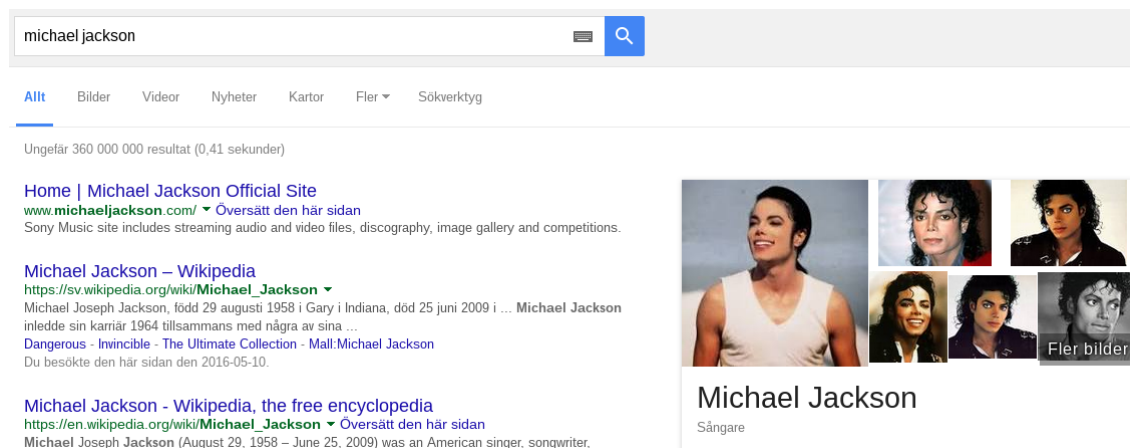 michael jackson
Allt Bilder Videor Nyheter Kartor Fler Sökverktyg
Ungefär 360 000 000 resultat (0,41 sekunder)
Home | Michael Jackson Official Site
www.michaeljackson.com/ Översätt den här sidan
Sony Music site includes streaming audio and video files, discography, image gallery and competitions.
Michael Jackson – Wikipedia
https://sv.wikipedia.org/wiki/Michael_Jackson
Michael Joseph Jackson, född 29 augusti 1958 i Gary i Indiana, död 25 juni 2009 i ... Michael Jackson
inledde sin karriär 1964 tillsammans med några av sina ...
Dangerous - Invincible - The Ultimate Collection - Mall:Michael Jackson
Du besökte den här sidan den 2016-05-10.
Michael Jackson - Wikipedia, the free encyclopedia
https://en.wikipedia.org/wiki/Michael_Jackson Översätt den här sidan
Michael Joseph Jackson (August 29, 1958 – June 25, 2009) was an American singer, songwriter,
Fler bilder
Michael Jackson
Sångare